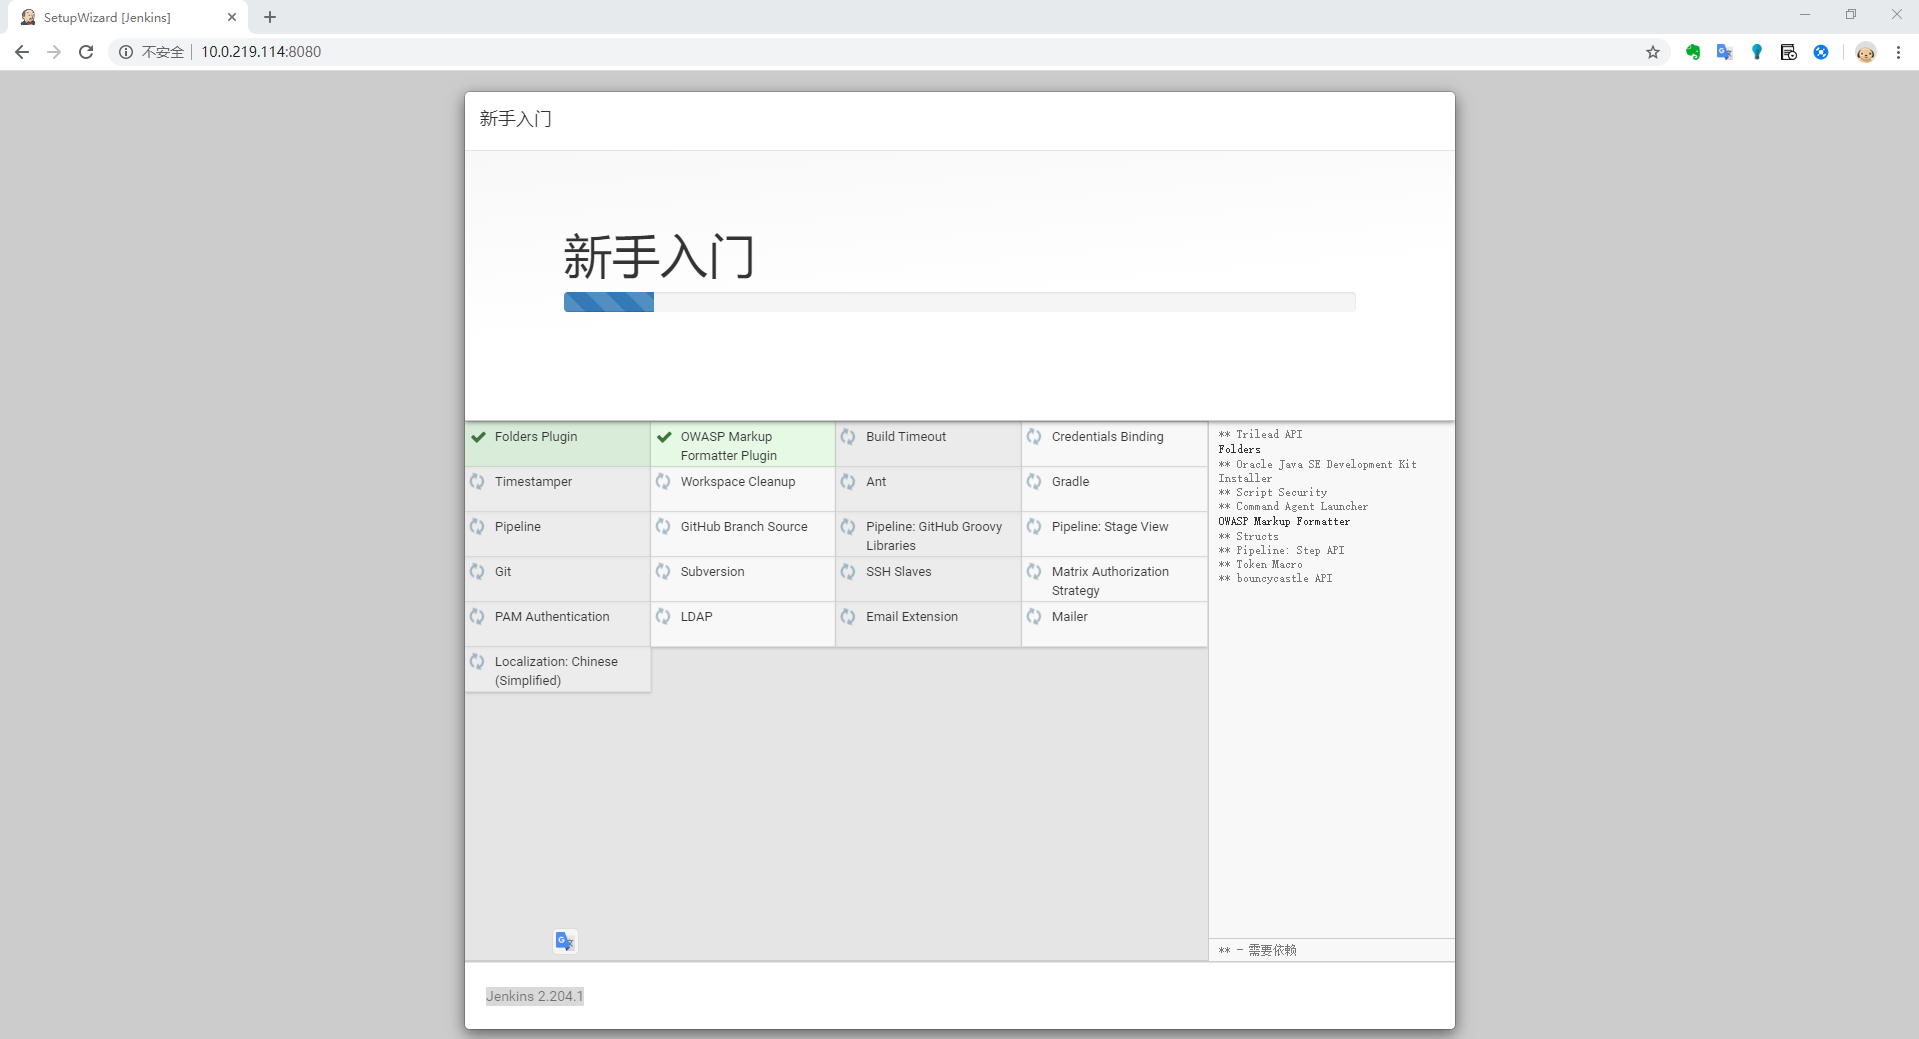 SetupWizard [Jenkins]
不安全
10.0.219.114:8080
新手入门
新手入门
Folders Plugin
OWASP Markup
Formatter Plugin
Build Timeout
Credentials Binding
Timestamper
Workspace Cleanup
Ant
Gradle
Pipeline
GitHub Branch Source
Pipeline: GitHub Groovy
Libraries
Pipeline: Stage View
Git
Subversion
SSH Slaves
Matrix Authorization
Strategy
PAM Authentication
LDAP
Email Extension
Mailer
Localization: Chinese
(Simplified)
** Trilead API
Folders
** Oracle Java SE Development Kit
Installer
** Script Security
** Command Agent Launcher
OWASP Markup Formatter
** Structs
** Pipeline: Step API
** Token Macro
** bouncycastle API
** - 需要依赖
Jenkins 2.204.1